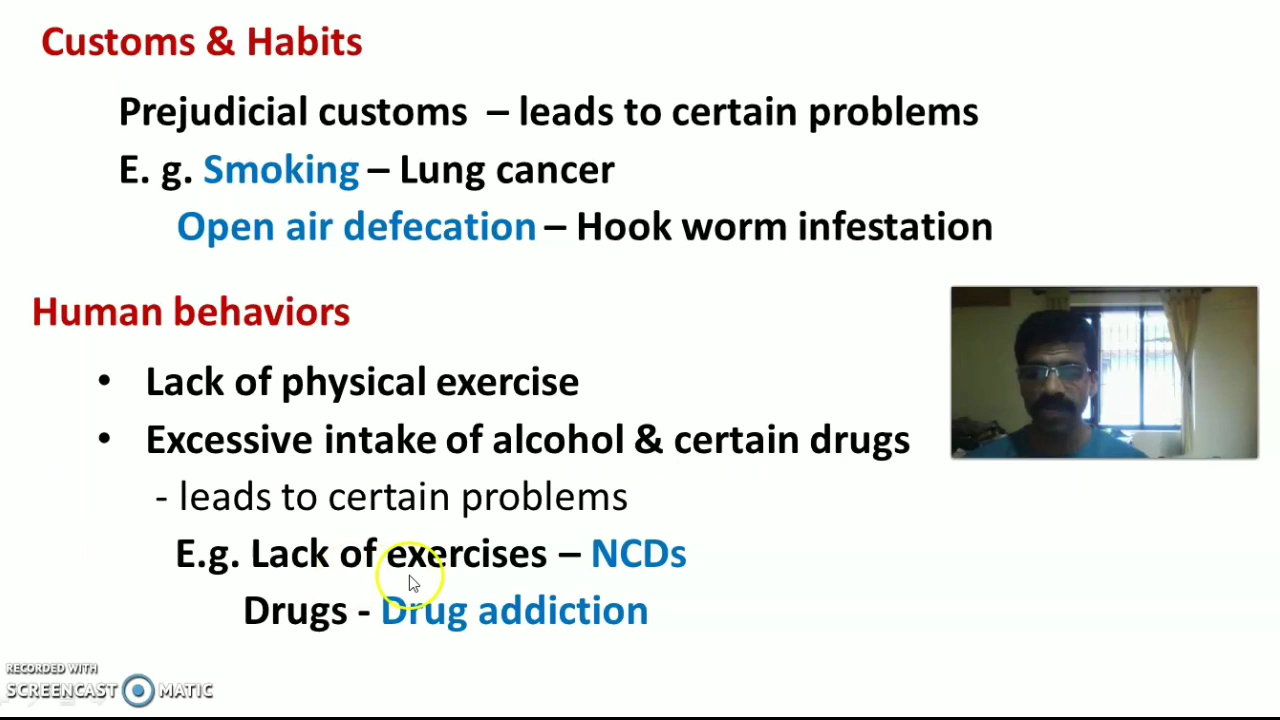 Customs & Habits
Prejudicial customs – leads to certain problems
E. g. Smoking – Lung cancer
Open air defecation – Hook worm infestation
Human behaviors
• Lack of physical exercise
• Excessive intake of alcohol & certain drugs
- leads to certain problems
E.g. Lack of exercises – NCDs
Drugs - Drug addiction
RECORDED WITH
SCREENCAST MATIC